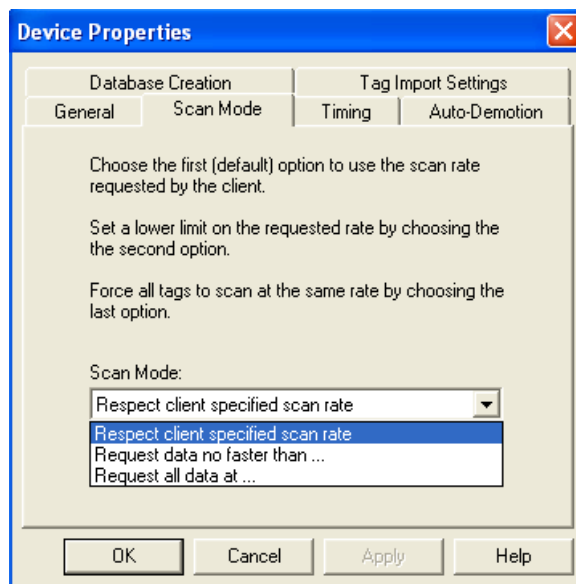 Device Properties
Database Creation
Tag Import Settings
General
Scan Mode
Timing
Auto-Demotion
Choose the first (default) option to use the scan rate
requested by the client.
Set a lower limit on the requested rate by choosing the
the second option.
Force all tags to scan at the same rate by choosing the
last option.
Scan Mode:
Respect client specified scan rate
Respect client specified scan rate
Request data no faster than ...
Request all data at ...
OK
Cancel
Apply
Help